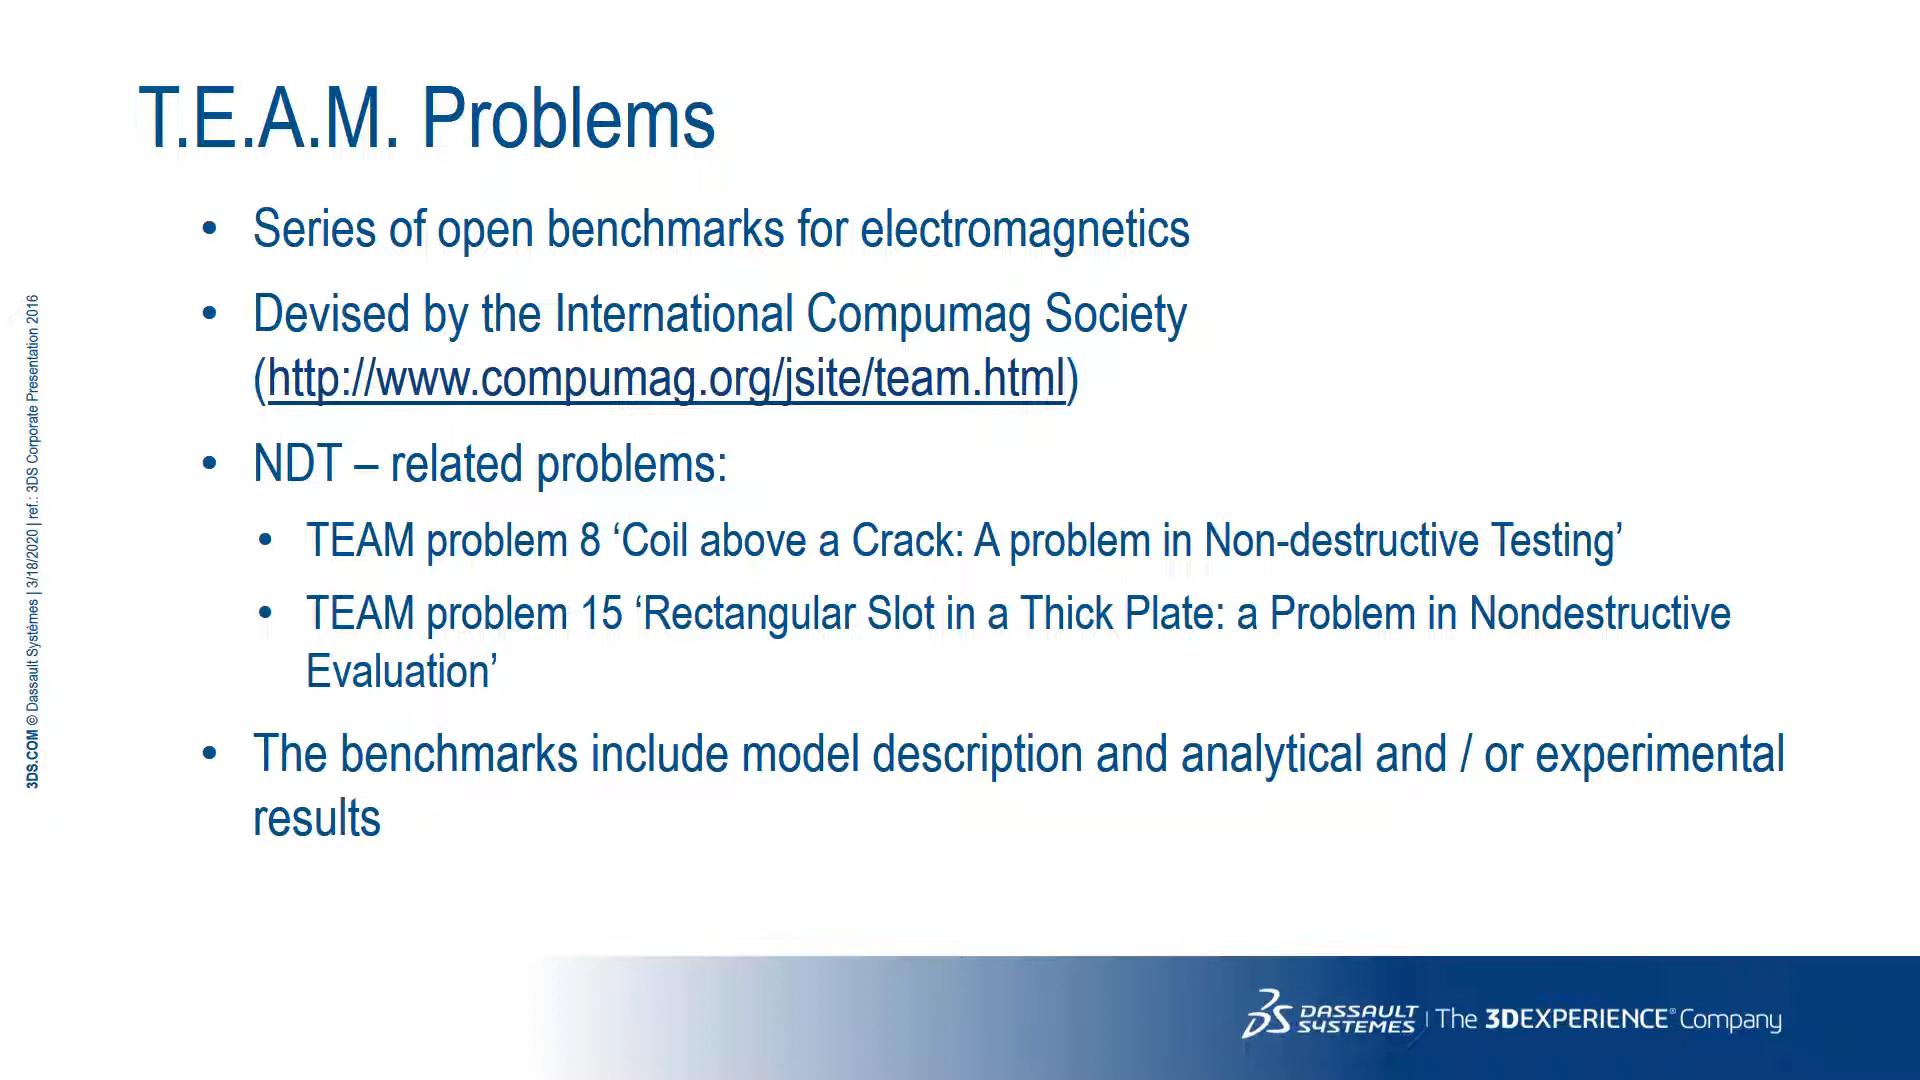 T.E.A.M. Problems
• Series of open benchmarks for electromagnetics
• Devised by the International Compumag Society
(http://www.compumag.org/jsite/team.html)
• NDT – related problems:
• TEAM problem 8 ‘Coil above a Crack: A problem in Non-destructive Testing’
• TEAM problem 15 ‘Rectangular Slot in a Thick Plate: a Problem in Nondestructive
Evaluation’
• The benchmarks include model description and analytical and / or experimental
results
3DS.COM © Dassault Systèmes | 3/18/2020 | ref.: 3DS Corporate Presentation 2016
3DS DASSAULT SYSTEMES | The 3DEXPERIENCE® Company